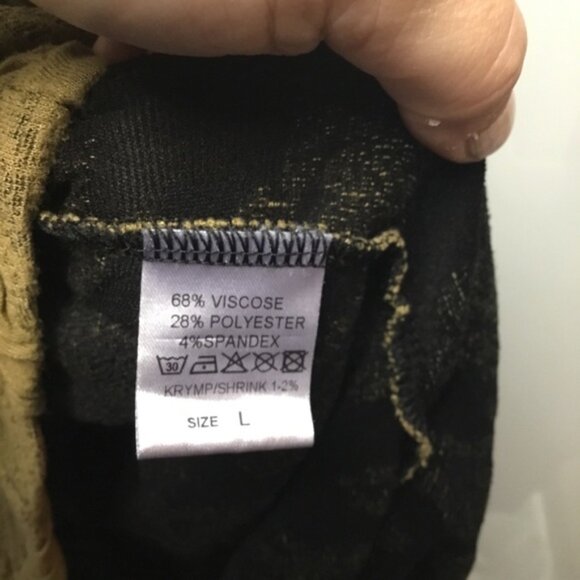 68% VISCOSE
28% POLYESTER
4%SPANDEX
30
KRYMP/SHRINK 1-2%
SIZE L